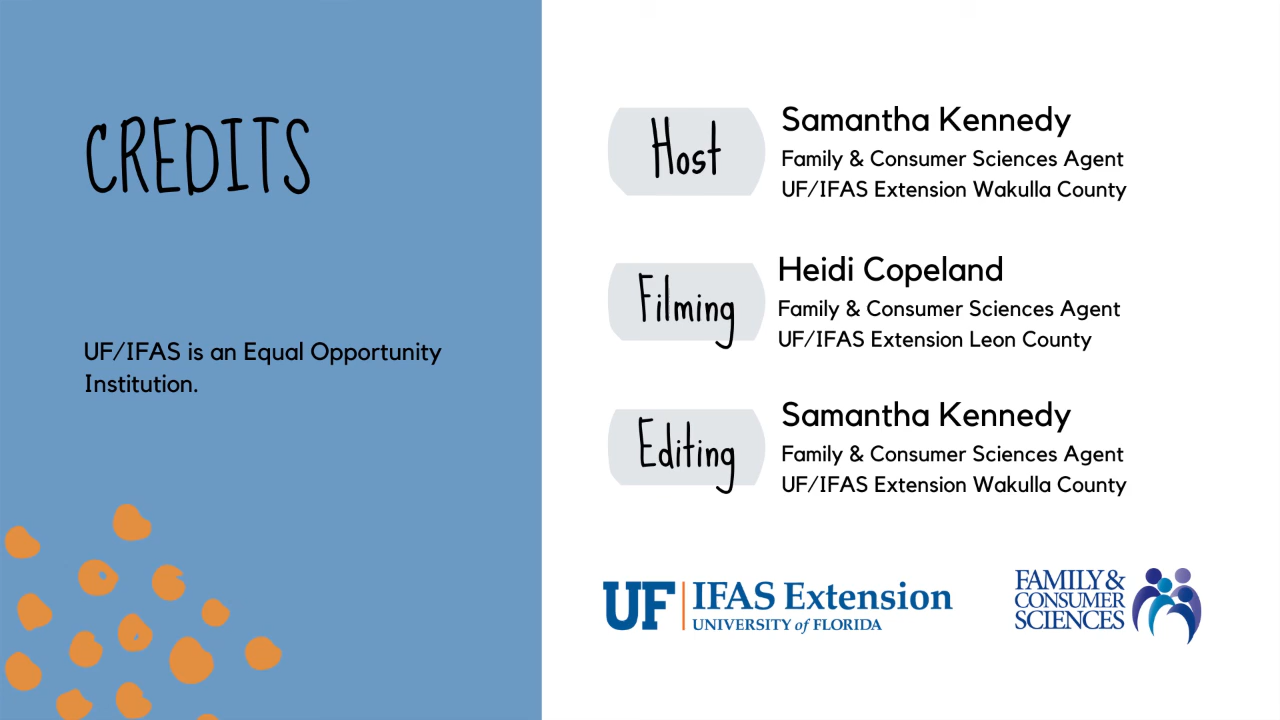 CREDITS
UF/IFAS is an Equal Opportunity
Institution.
Host
Samantha Kennedy
Family & Consumer Sciences Agent
UF/IFAS Extension Wakulla County
Filming
Heidi Copeland
Family & Consumer Sciences Agent
UF/IFAS Extension Leon County
Editing
Samantha Kennedy
Family & Consumer Sciences Agent
UF/IFAS Extension Wakulla County
UF IFAS Extension
UNIVERSITY of FLORIDA
FAMILY &
CONSUMER
SCIENCES